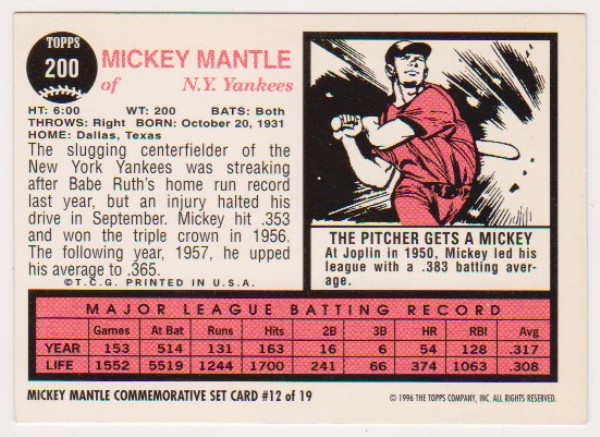 TOPPS
200
MICKEY MANTLE
of N.Y. Yankees
HT: 6:00 WT: 200 BATS: Both
THROWS: Right BORN: October 20, 1931
HOME: Dallas, Texas
The slugging centerfielder of the
New York Yankees was streaking
after Babe Ruth's home run record
last year, but an injury halted his
drive in September. Mickey hit .353
and won the triple crown in 1956.
The following year, 1957, he upped
his average to .365.
©T.C.G. PRINTED IN U.S.A.
THE PITCHER GETS A MICKEY
At Joplin in 1950, Mickey led his
league with a .383 batting aver-
age.
MAJOR LEAGUE BATTING RECORD
Games At Bat Runs Hits 2B 3B HR RBI Avg
YEAR 153 514 131 163 16 6 54 128 .317
LIFE 1552 5519 1244 1700 241 66 374 1063 .308
MICKEY MANTLE COMMEMORATIVE SET CARD #12 of 19
© 1996 THE TOPPS COMPANY, INC. ALL RIGHTS RESERVED.